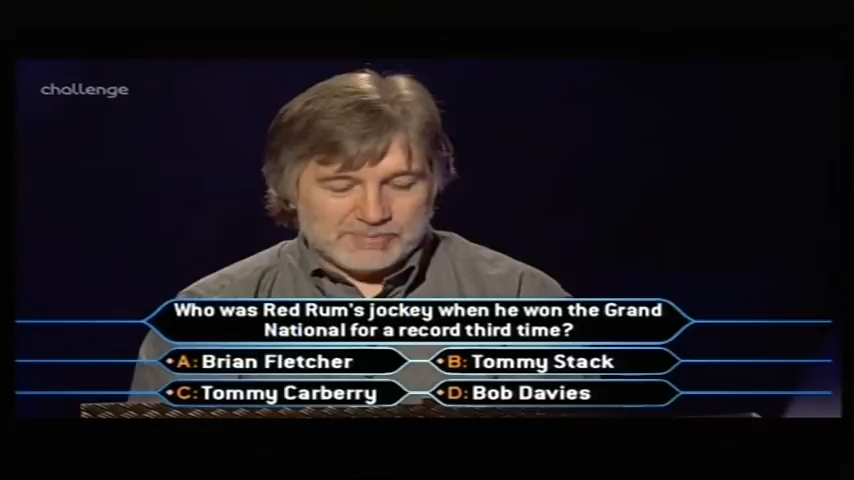 challenge
Who was Red Rum's jockey when he won the Grand
National for a record third time?
A: Brian Fletcher
B: Tommy Stack
C: Tommy Carberry
D: Bob Davies